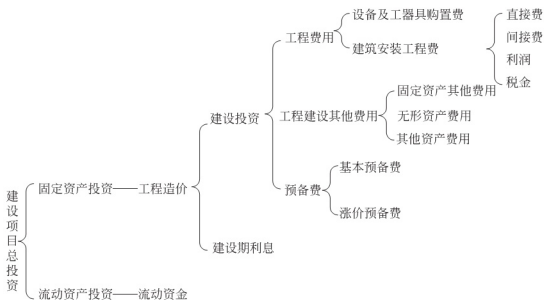 设备及工器具购置费
直接费
工程费用
间接费
建筑安装工程费
利润
税金
固定资产其他费用
建设投资
工程建设其他费用
无形资产费用
其他资产费用
基本预备费
建设项目总投资
固定资产投资——工程造价
预备费
涨价预备费
建设期利息
流动资产投资——流动资金